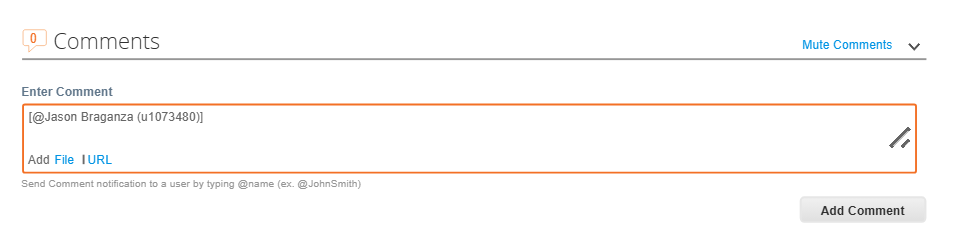 0 Comments
Mute Comments
Enter Comment
[@Jason Braganza (u1073480)]
Add File | URL
Send Comment notification to a user by typing @name (ex. @JohnSmith)
Add Comment